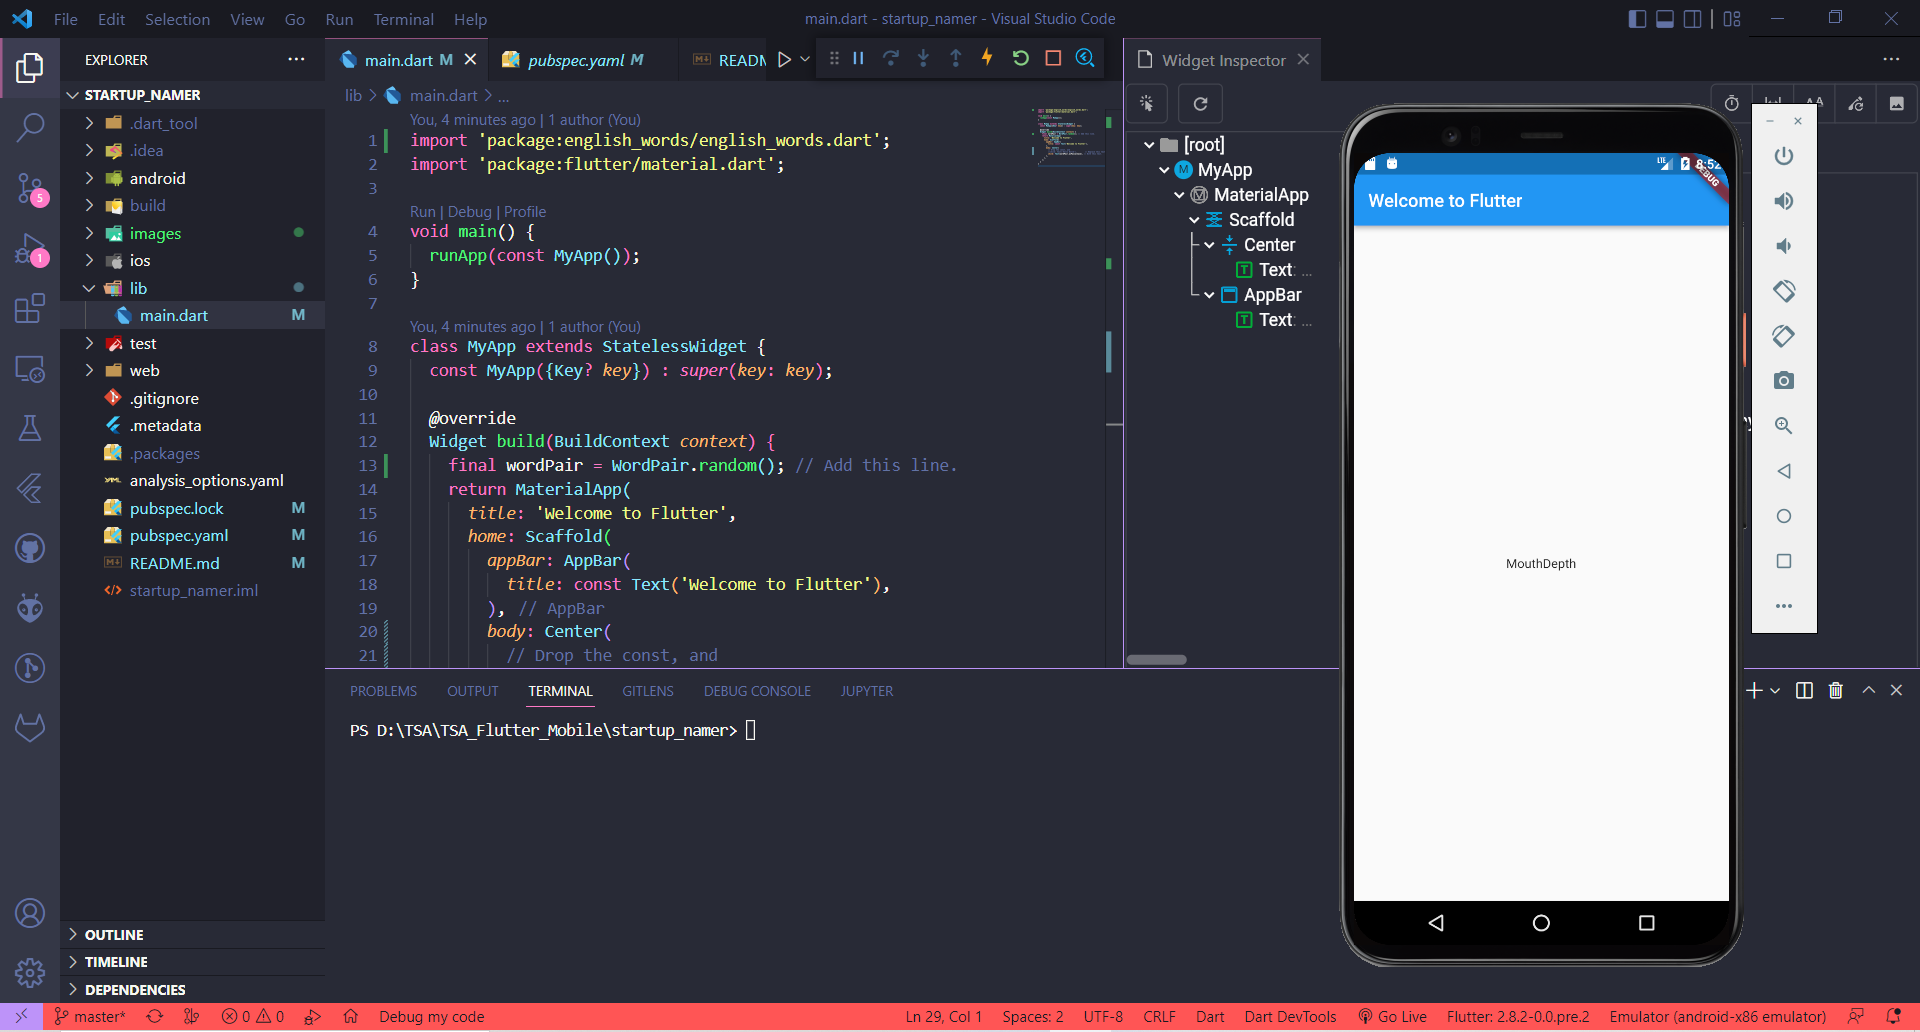 File Edit Selection View Go Run Terminal Help
main.dart - startup_namer - Visual Studio Code
EXPLORER
STARTUP_NAMER
.dart_tool
.idea
android
build
images
ios
lib
main.dart M
test
web
.gitignore
.metadata
.packages
analysis_options.yaml
pubspec.lock M
pubspec.yaml M
README.md M
startup_namer.iml
OUTLINE
TIMELINE
DEPENDENCIES
5
1
main.dart M
pubspec.yaml M
READM
lib > main.dart > ...
You, 4 minutes ago | 1 author (You)
1 import 'package:english_words/english_words.dart';
2 import 'package:flutter/material.dart';
3
Run | Debug | Profile
4 void main() {
5 runApp(const MyApp());
6 }
7
You, 4 minutes ago | 1 author (You)
8 class MyApp extends StatelessWidget {
9 const MyApp({Key? key}) : super(key: key);
10
11 @override
12 Widget build(BuildContext context) {
13 final wordPair = WordPair.random(); // Add this line.
14 return MaterialApp(
15 title: 'Welcome to Flutter',
16 home: Scaffold(
17 appBar: AppBar(
18 title: const Text('Welcome to Flutter'),
19 ), // AppBar
20 body: Center(
21 // Drop the const, and
Widget Inspector
[root]
MyApp
MaterialApp
Scaffold
Center
Text: ...
AppBar
Text: ...
LTE
8:52
DEBUG
Welcome to Flutter
MouthDepth
PROBLEMS OUTPUT TERMINAL GITLENS DEBUG CONSOLE JUPYTER
PS D:\TSA\TSA_Flutter_Mobile\startup_namer>
master* 0 0 Debug my code
Ln 29, Col 1 Spaces: 2 UTF-8 CRLF Dart Dart DevTools Go Live Flutter: 2.8.2-0.0.pre.2 Emulator (android-x86 emulator)